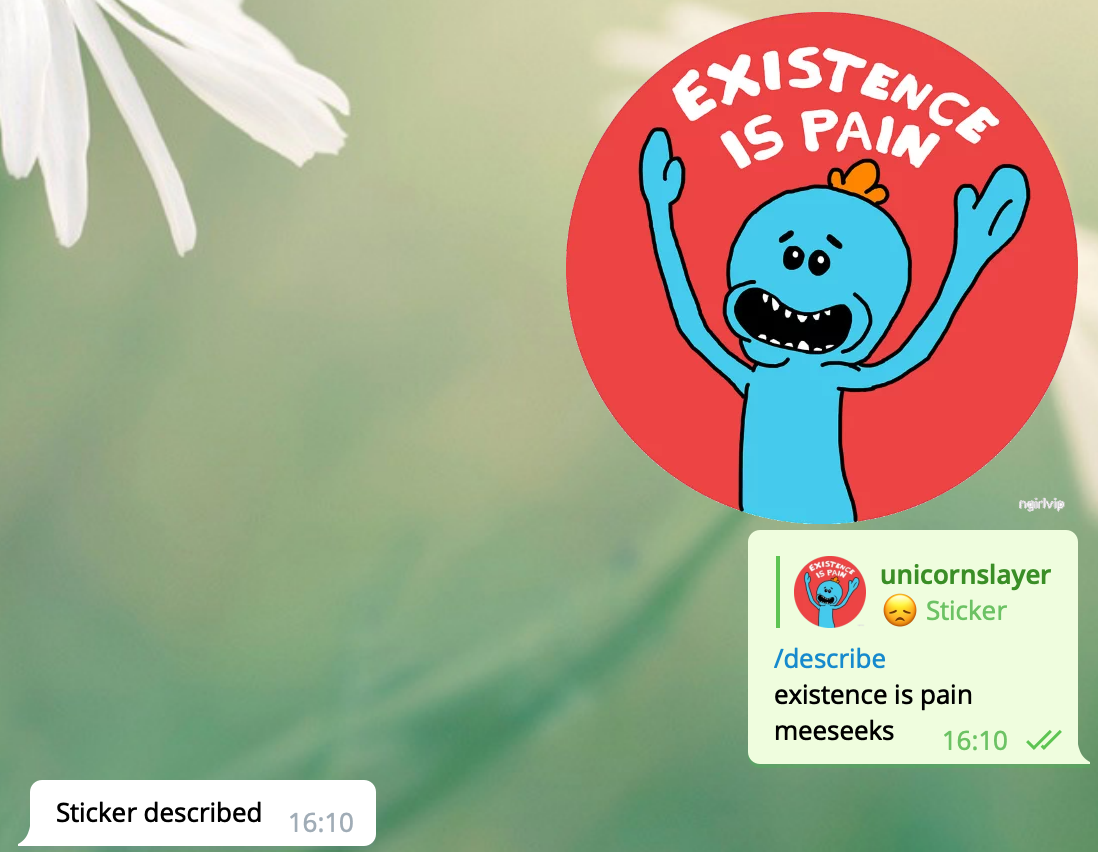 EXISTENCE
IS PAIN
ngirlvip
EXISTENCE
IS PAIN
unicornslayer
😞 Sticker
/describe
existence is pain
meeseeks
16:10
Sticker described
16:10